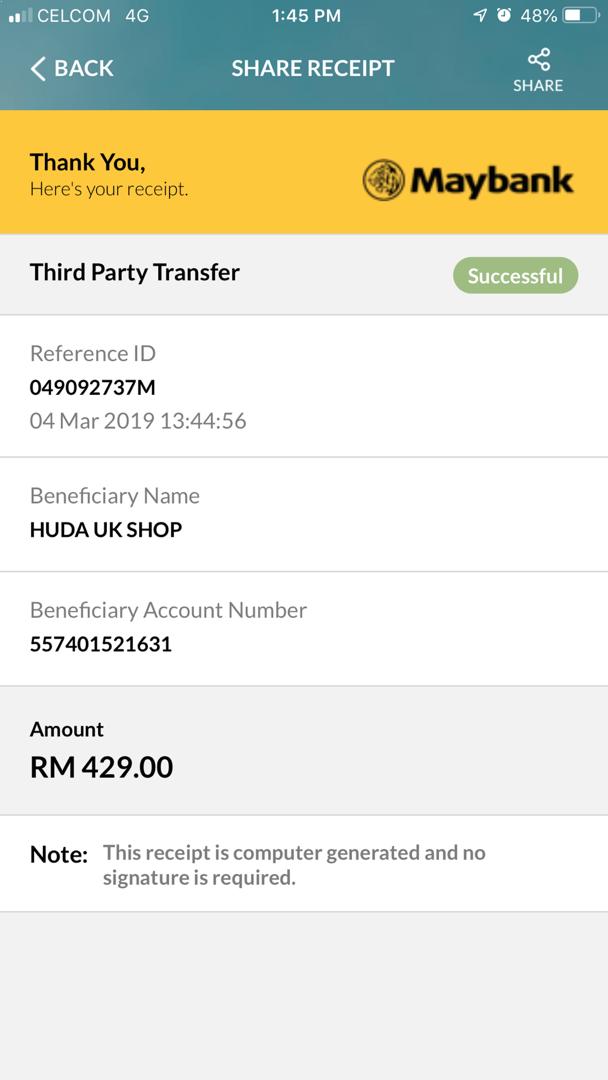 CELCOM 4G 1:45 PM 48%
BACK SHARE RECEIPT SHARE
Thank You,
Here's your receipt.
Maybank
Third Party Transfer Successful
Reference ID
049092737M
04 Mar 2019 13:44:56
Beneficiary Name
HUDA UK SHOP
Beneficiary Account Number
557401521631
Amount
RM 429.00
Note: This receipt is computer generated and no
signature is required.